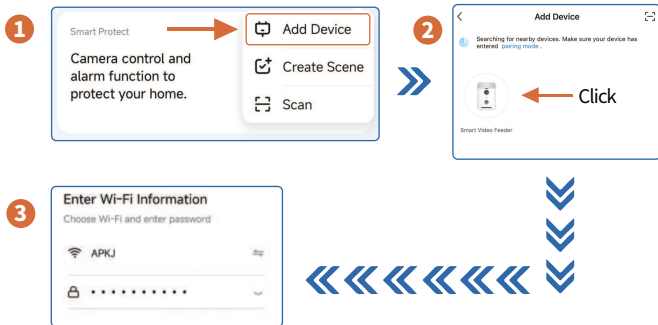 1
Smart Protect
Camera control and
alarm function to
protect your home.
Add Device
Create Scene
Scan
2
Add Device
Searching for nearby devices. Make sure your device has
entered pairing mode .
Click
Smart Video Feeder
3
Enter Wi-Fi Information
Choose Wi-Fi and enter password
APKJ